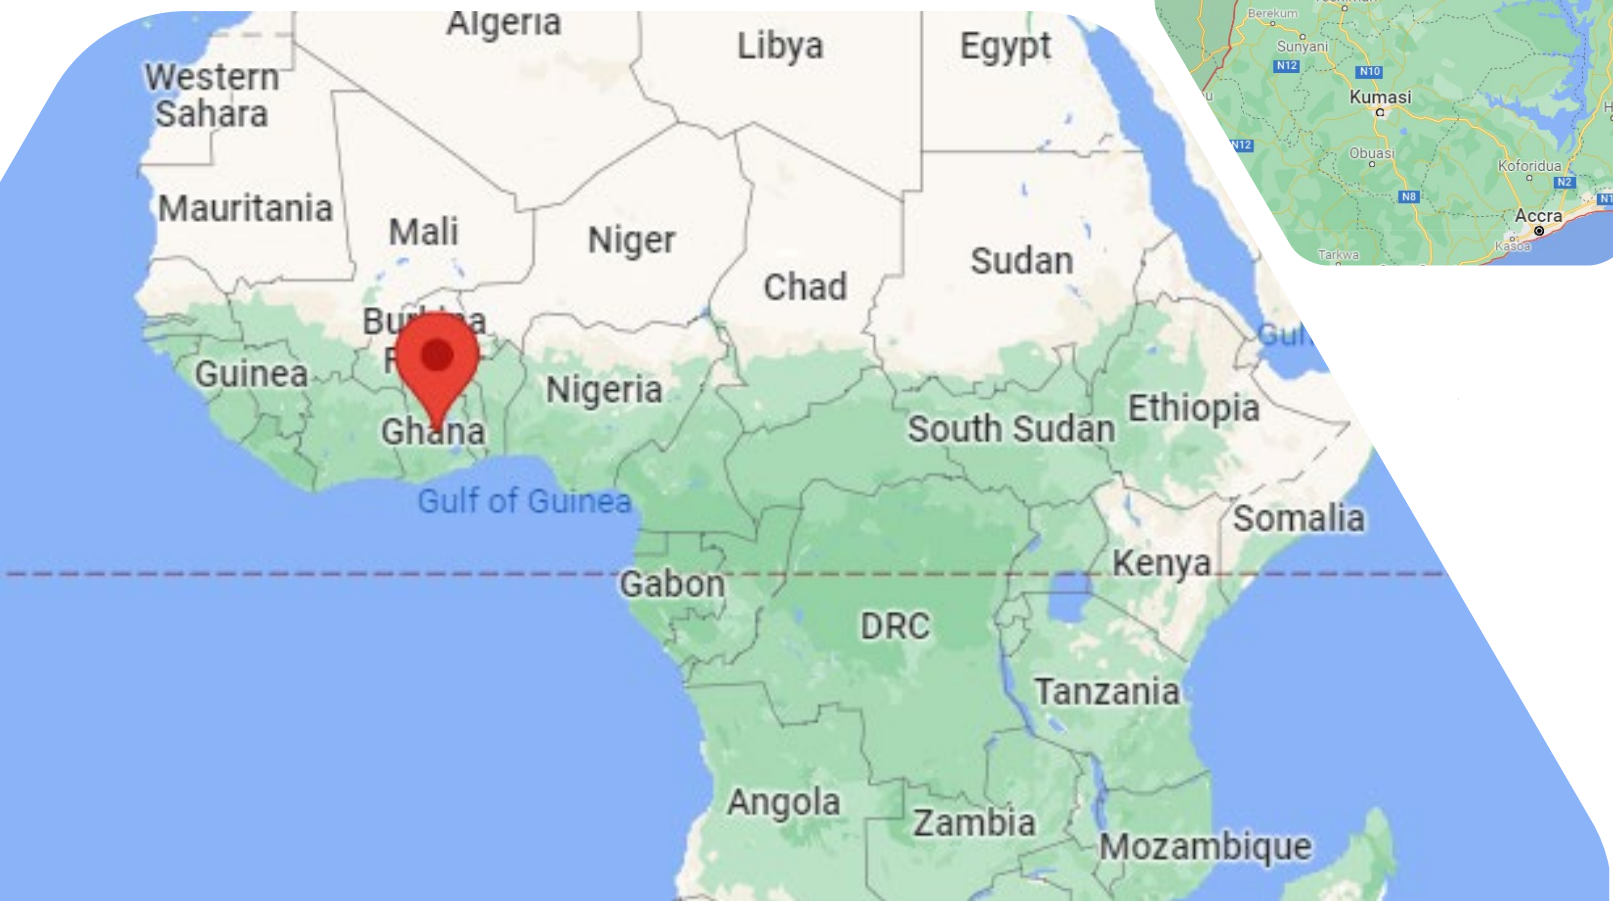 Algeria
Libya
Egypt
Western
Sahara
Mauritania
Mali
Niger
Chad
Sudan
Guinea
Nigeria
Ghana
South Sudan
Ethiopia
Gulf of Guinea
Somalia
Kenya
Gabon
DRC
Tanzania
Angola
Zambia
Mozambique
Berekum
Sunyani
N12
N10
Kumasi
N12
Obuasi
Koforidua
N2
N8
N1
Accra
Kasoa
Tarkwa